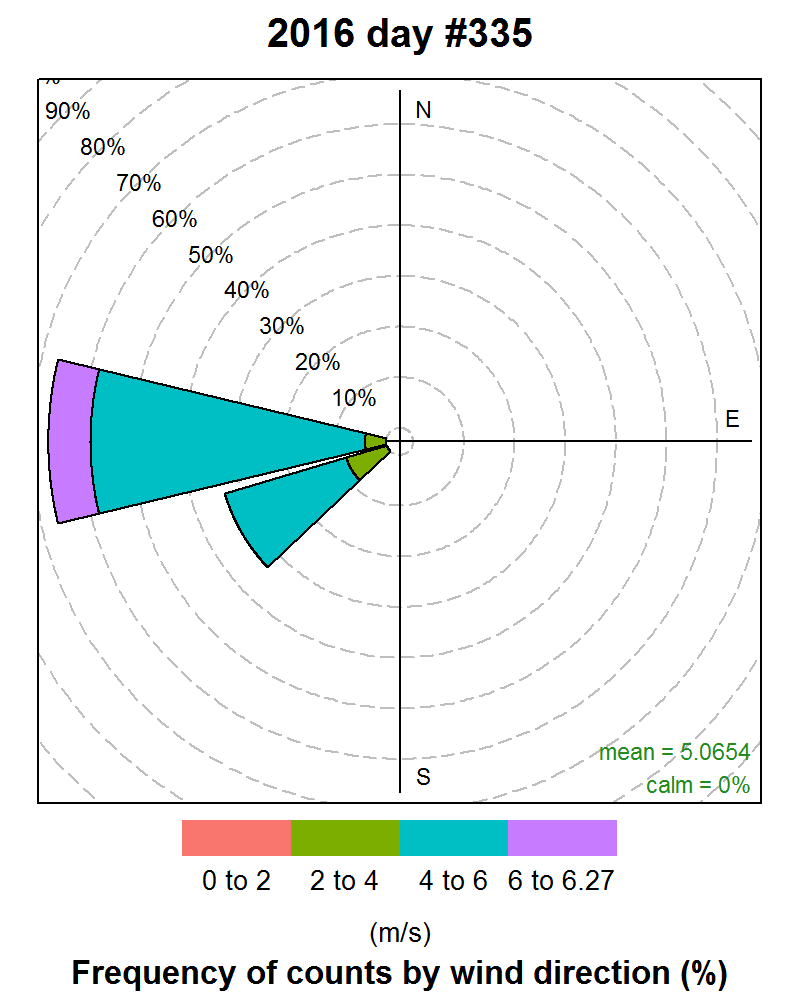 2016 day #335
%
90%
N
80%
70%
60%
50%
40%
30%
20%
10%
E
mean = 5.0654
S
calm = 0%
0 to 2 2 to 4 4 to 6 6 to 6.27
(m/s)
Frequency of counts by wind direction (%)